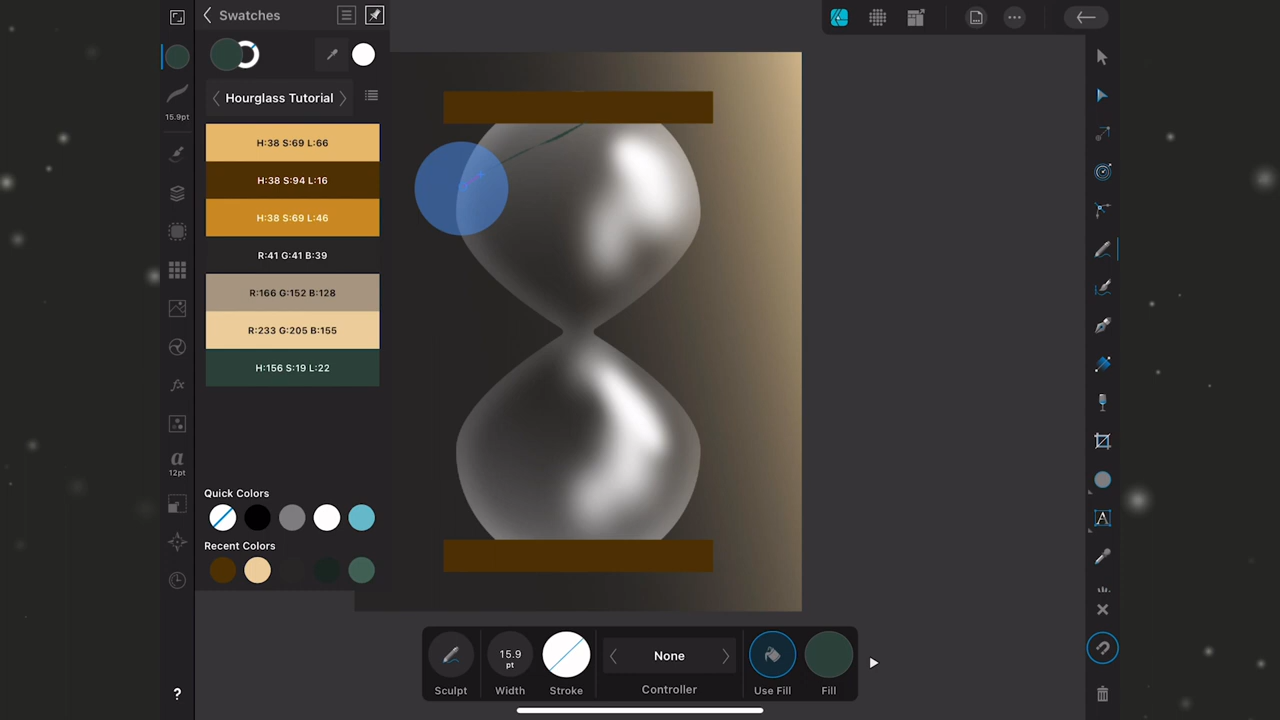 Swatches
15.9pt
Hourglass Tutorial
H:38 S:69 L:66
H:38 S:94 L:16
H:38 S:69 L:46
R:41 G:41 B:39
R:166 G:152 B:128
R:233 G:205 B:155
H:156 S:19 L:22
fx
a
12pt
Quick Colors
Recent Colors
?
A
15.9
pt
None
Sculpt
Width
Stroke
Controller
Use Fill
Fill